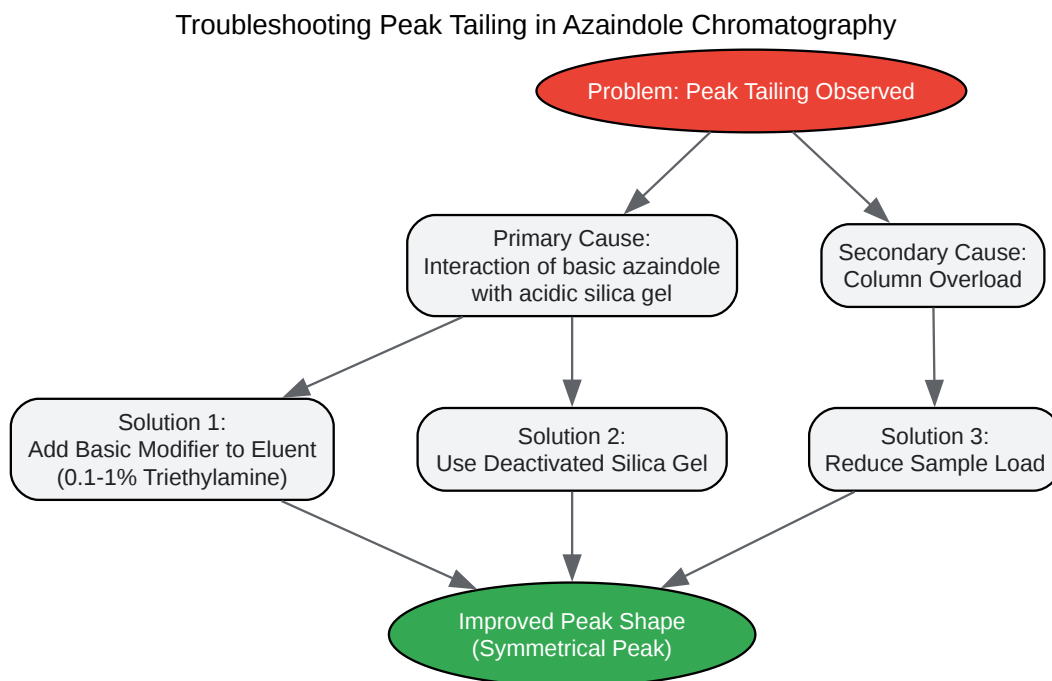 Troubleshooting Peak Tailing in Azaindole Chromatography
Problem: Peak Tailing Observed
Primary Cause:
Interaction of basic azaindole
with acidic silica gel
Secondary Cause:
Column Overload
Solution 1:
Add Basic Modifier to Eluent
(0.1-1% Triethylamine)
Solution 2:
Use Deactivated Silica Gel
Solution 3:
Reduce Sample Load
Improved Peak Shape
(Symmetrical Peak)